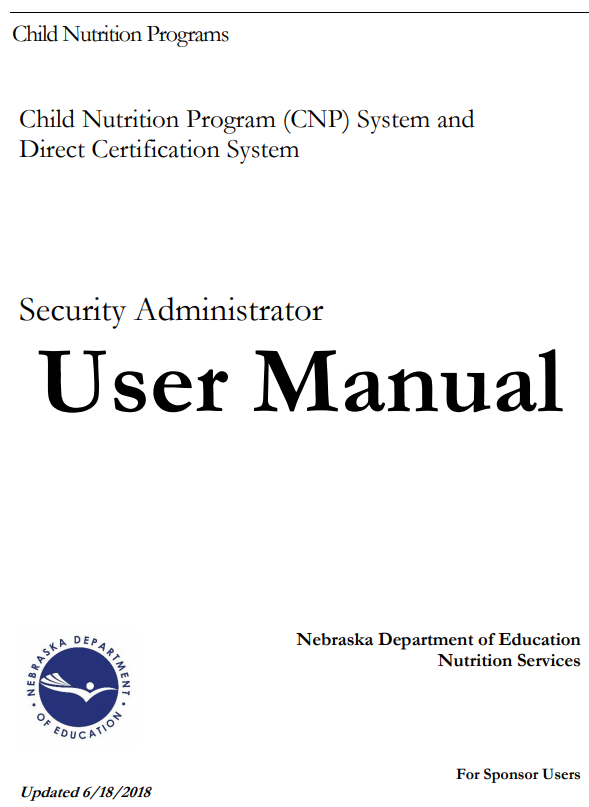 Child Nutrition Programs
Child Nutrition Program (CNP) System and
Direct Certification System
Security Administrator
User Manual
NEBRASKA DEPARTMENT
OF EDUCATION
Nebraska Department of Education
Nutrition Services
For Sponsor Users
Updated 6/18/2018